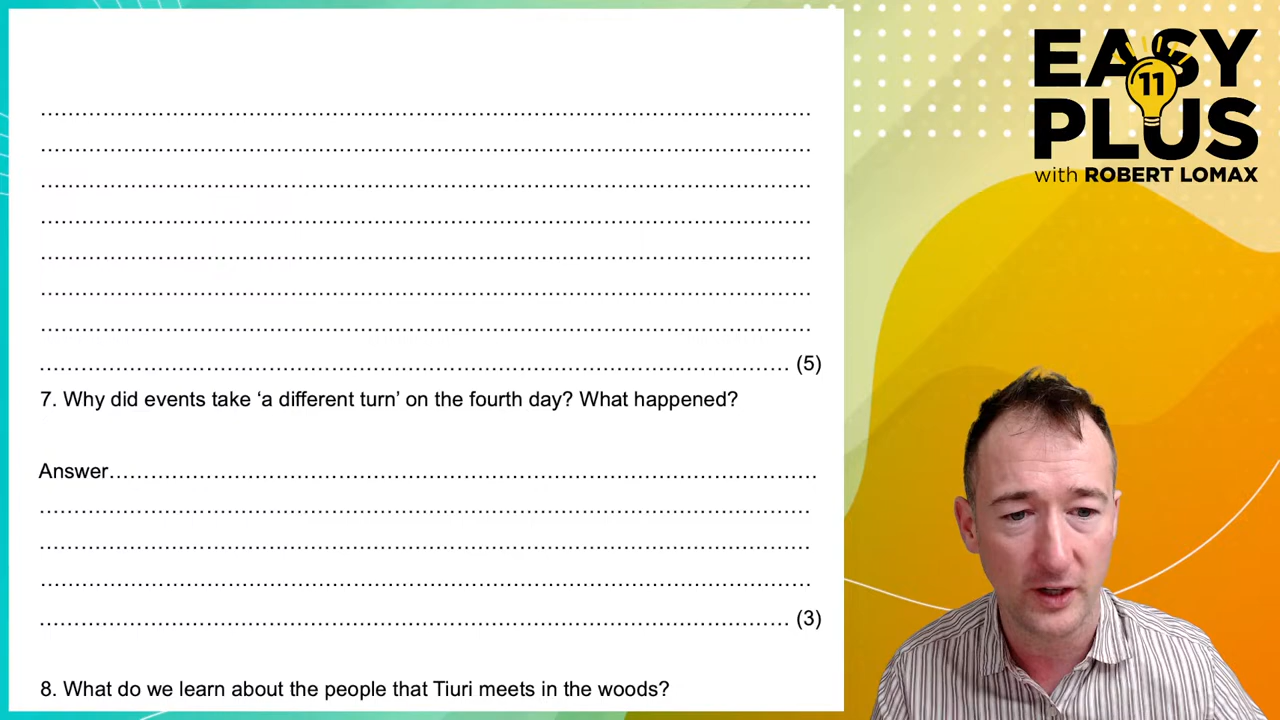 EASY
11
PLUS
with ROBERT LOMAX
........................................................................................................................
........................................................................................................................
........................................................................................................................
........................................................................................................................
........................................................................................................................
........................................................................................................................
........................................................................................................................
..................................................................................................................... (5)
7. Why did events take ‘a different turn’ on the fourth day? What happened?
Answer.............................................................................................................
........................................................................................................................
........................................................................................................................
........................................................................................................................
..................................................................................................................... (3)
8. What do we learn about the people that Tiuri meets in the woods?